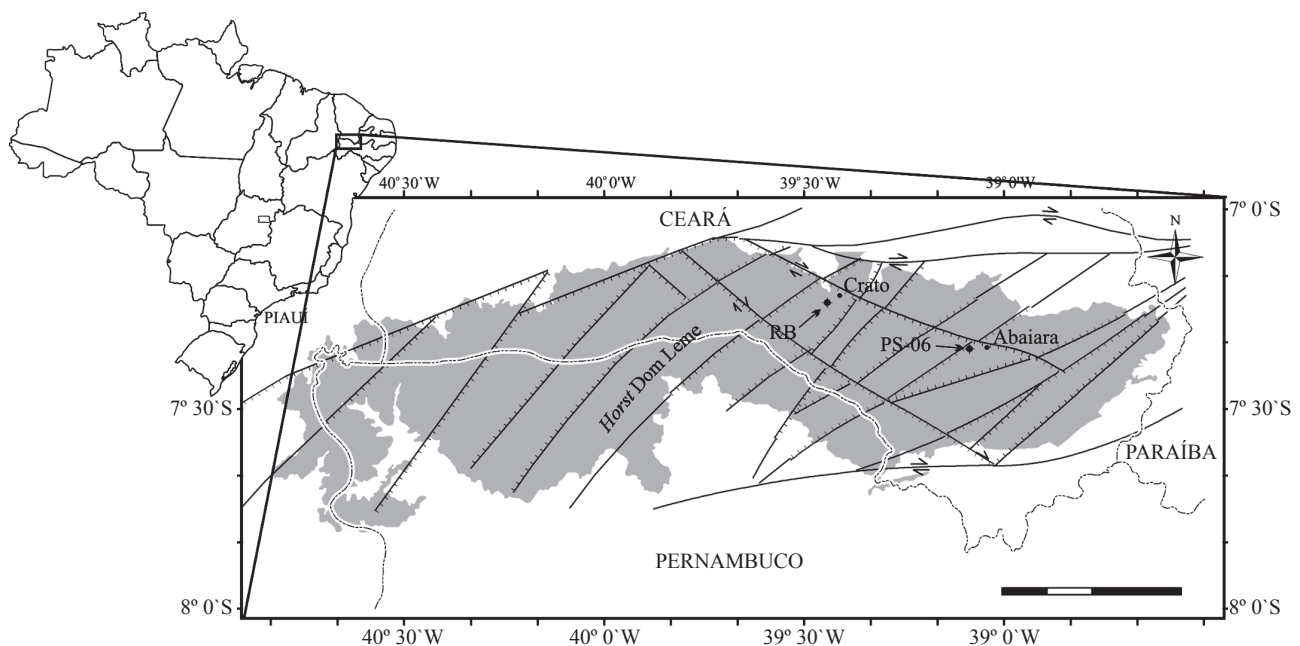 40°30`W 40°0'W 39°30`W 39°0`W
7°0`S
CEARÁ
N
Crato
PIAUÍ
RB
Abaiara
PS-06
Horst Dom Leme
7°30`S 7°30`S
PARAÍBA
PERNAMBUCO
8°0`S 8°0`S
40°30`W 40°0`W 39°30`W 39°0`W